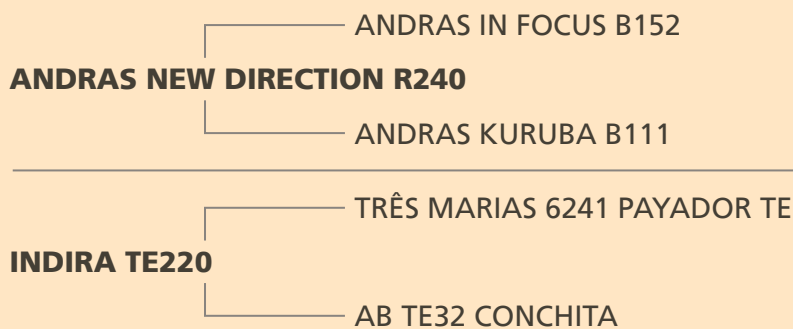 ANDRAS IN FOCUS B152
ANDRAS NEW DIRECTION R240
ANDRAS KURUBA B111
TRÊS MARIAS 6241 PAYADOR TE
INDIRA TE220
AB TE32 CONCHITA